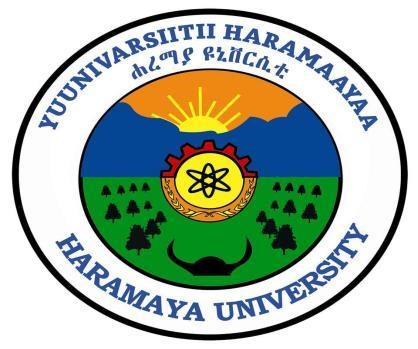 YUUNIVARSIITII HARAMAAYAA
ሐረማያ ዩኒቨርሲቲ
HARAMAYA UNIVERSITY